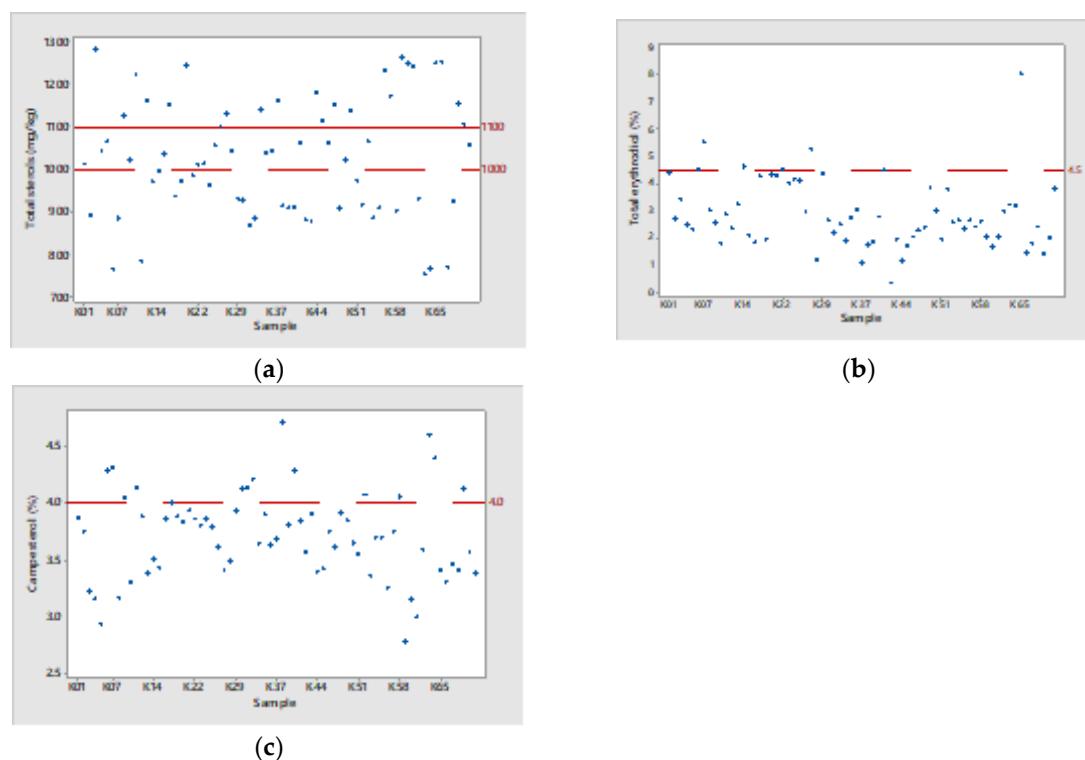 1300
1200
1100
1000
900
800
700
Total sterols (mg/kg)
1100
1000
K01 K07 K14 K22 K29 K37 K44 K51 K58 K65
Sample
(a)
9
8
7
6
5
4
3
2
1
0
Total erythrodiol (%)
4.5
K01 K07 K14 K22 K29 K37 K44 K51 K58 K65
Sample
(b)
4.5
4.0
3.5
3.0
2.5
Campesterol (%)
4.0
K01 K07 K14 K22 K29 K37 K44 K51 K58 K65
Sample
(c)